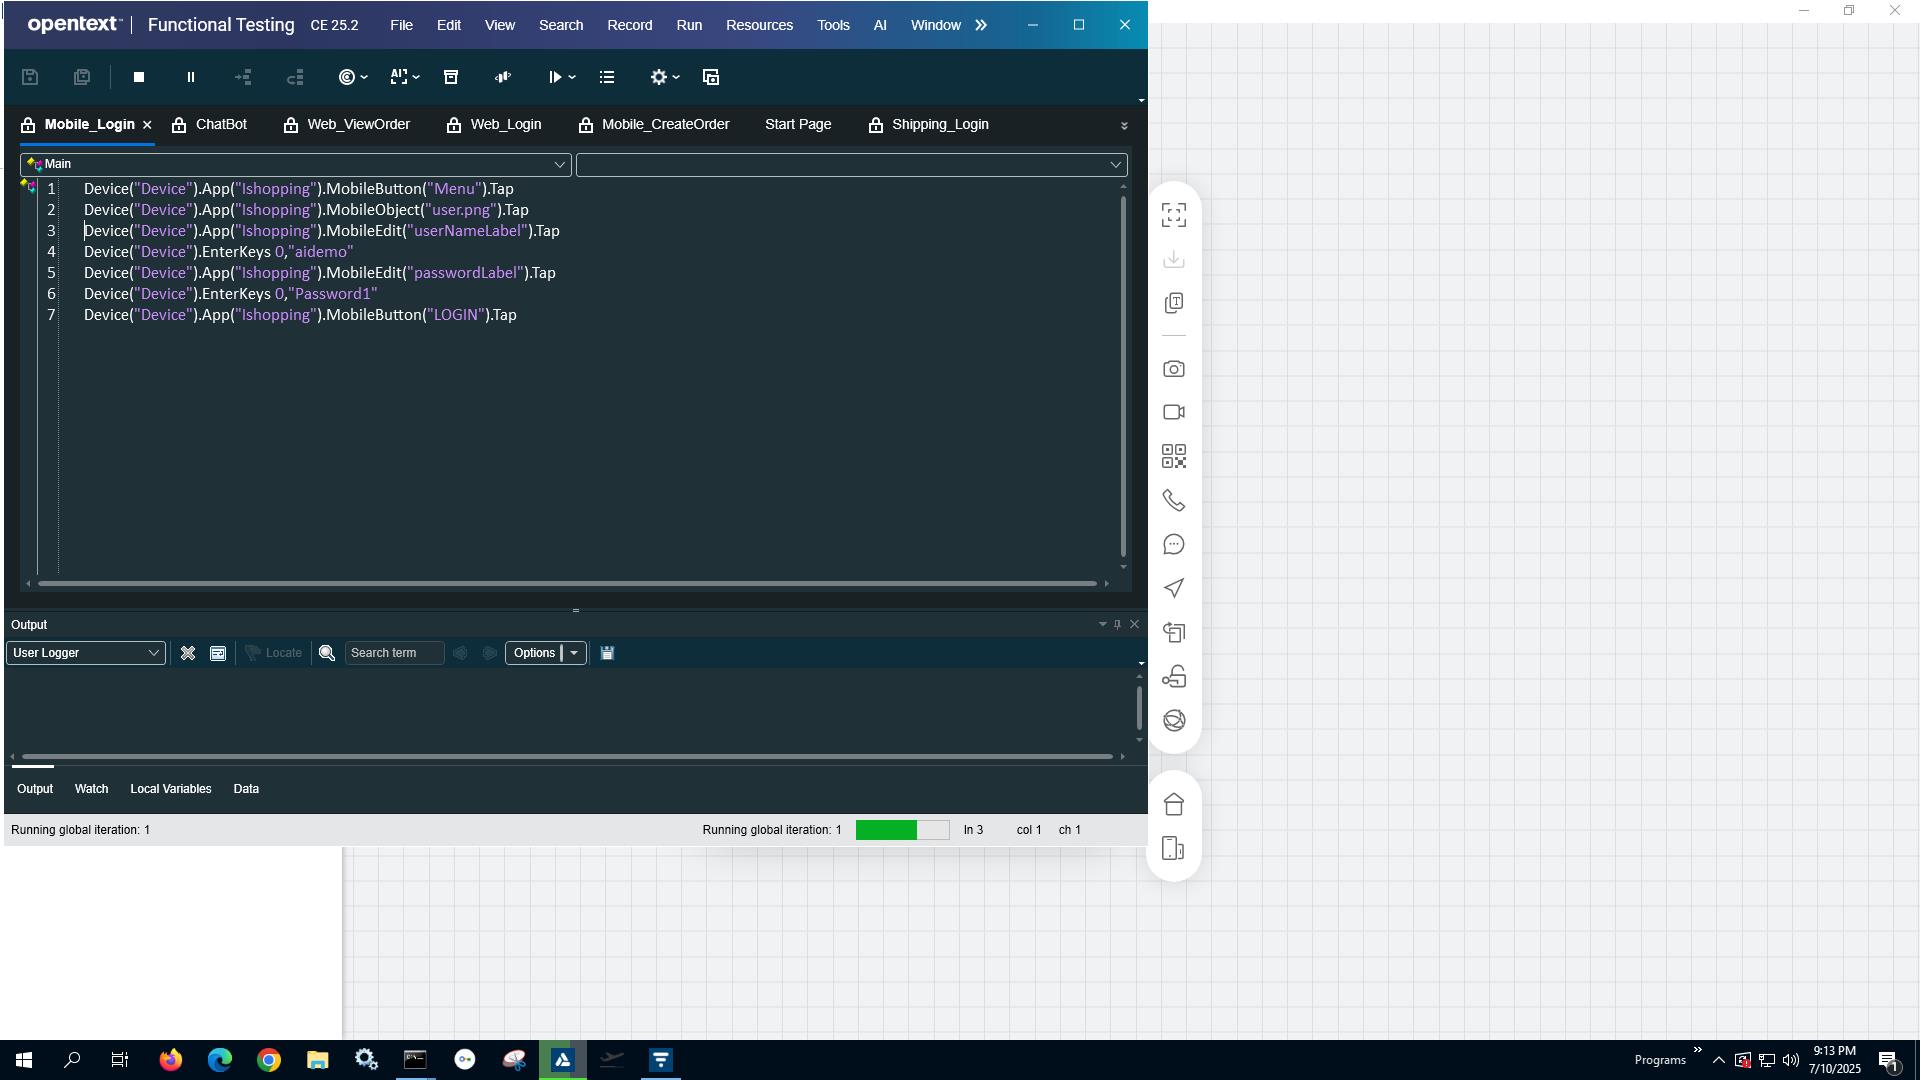 opentext™ | Functional Testing CE 25.2 File Edit View Search Record Run Resources Tools AI Window
Mobile_Login ChatBot Web_ViewOrder Web_Login Mobile_CreateOrder Start Page Shipping_Login
Main
1 Device("Device").App("Ishopping").MobileButton("Menu").Tap
2 Device("Device").App("Ishopping").MobileObject("user.png").Tap
3 Device("Device").App("Ishopping").MobileEdit("userNameLabel").Tap
4 Device("Device").EnterKeys 0,"aidemo"
5 Device("Device").App("Ishopping").MobileEdit("passwordLabel").Tap
6 Device("Device").EnterKeys 0,"Password1"
7 Device("Device").App("Ishopping").MobileButton("LOGIN").Tap
Output
User Logger Locate Search term Options
Output Watch Local Variables Data
Running global iteration: 1 Running global iteration: 1 ln 3 col 1 ch 1
Programs 9:13 PM
7/10/2025 1